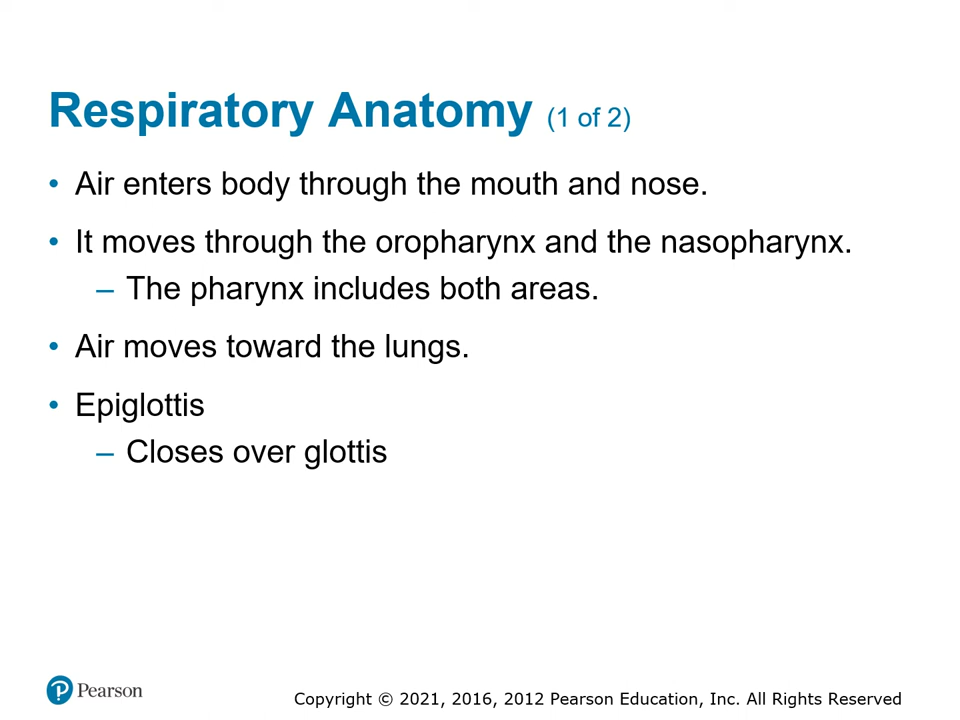 Respiratory Anatomy (1 of 2)
• Air enters body through the mouth and nose.
• It moves through the oropharynx and the nasopharynx.
– The pharynx includes both areas.
• Air moves toward the lungs.
• Epiglottis
– Closes over glottis
Pearson
Copyright © 2021, 2016, 2012 Pearson Education, Inc. All Rights Reserved